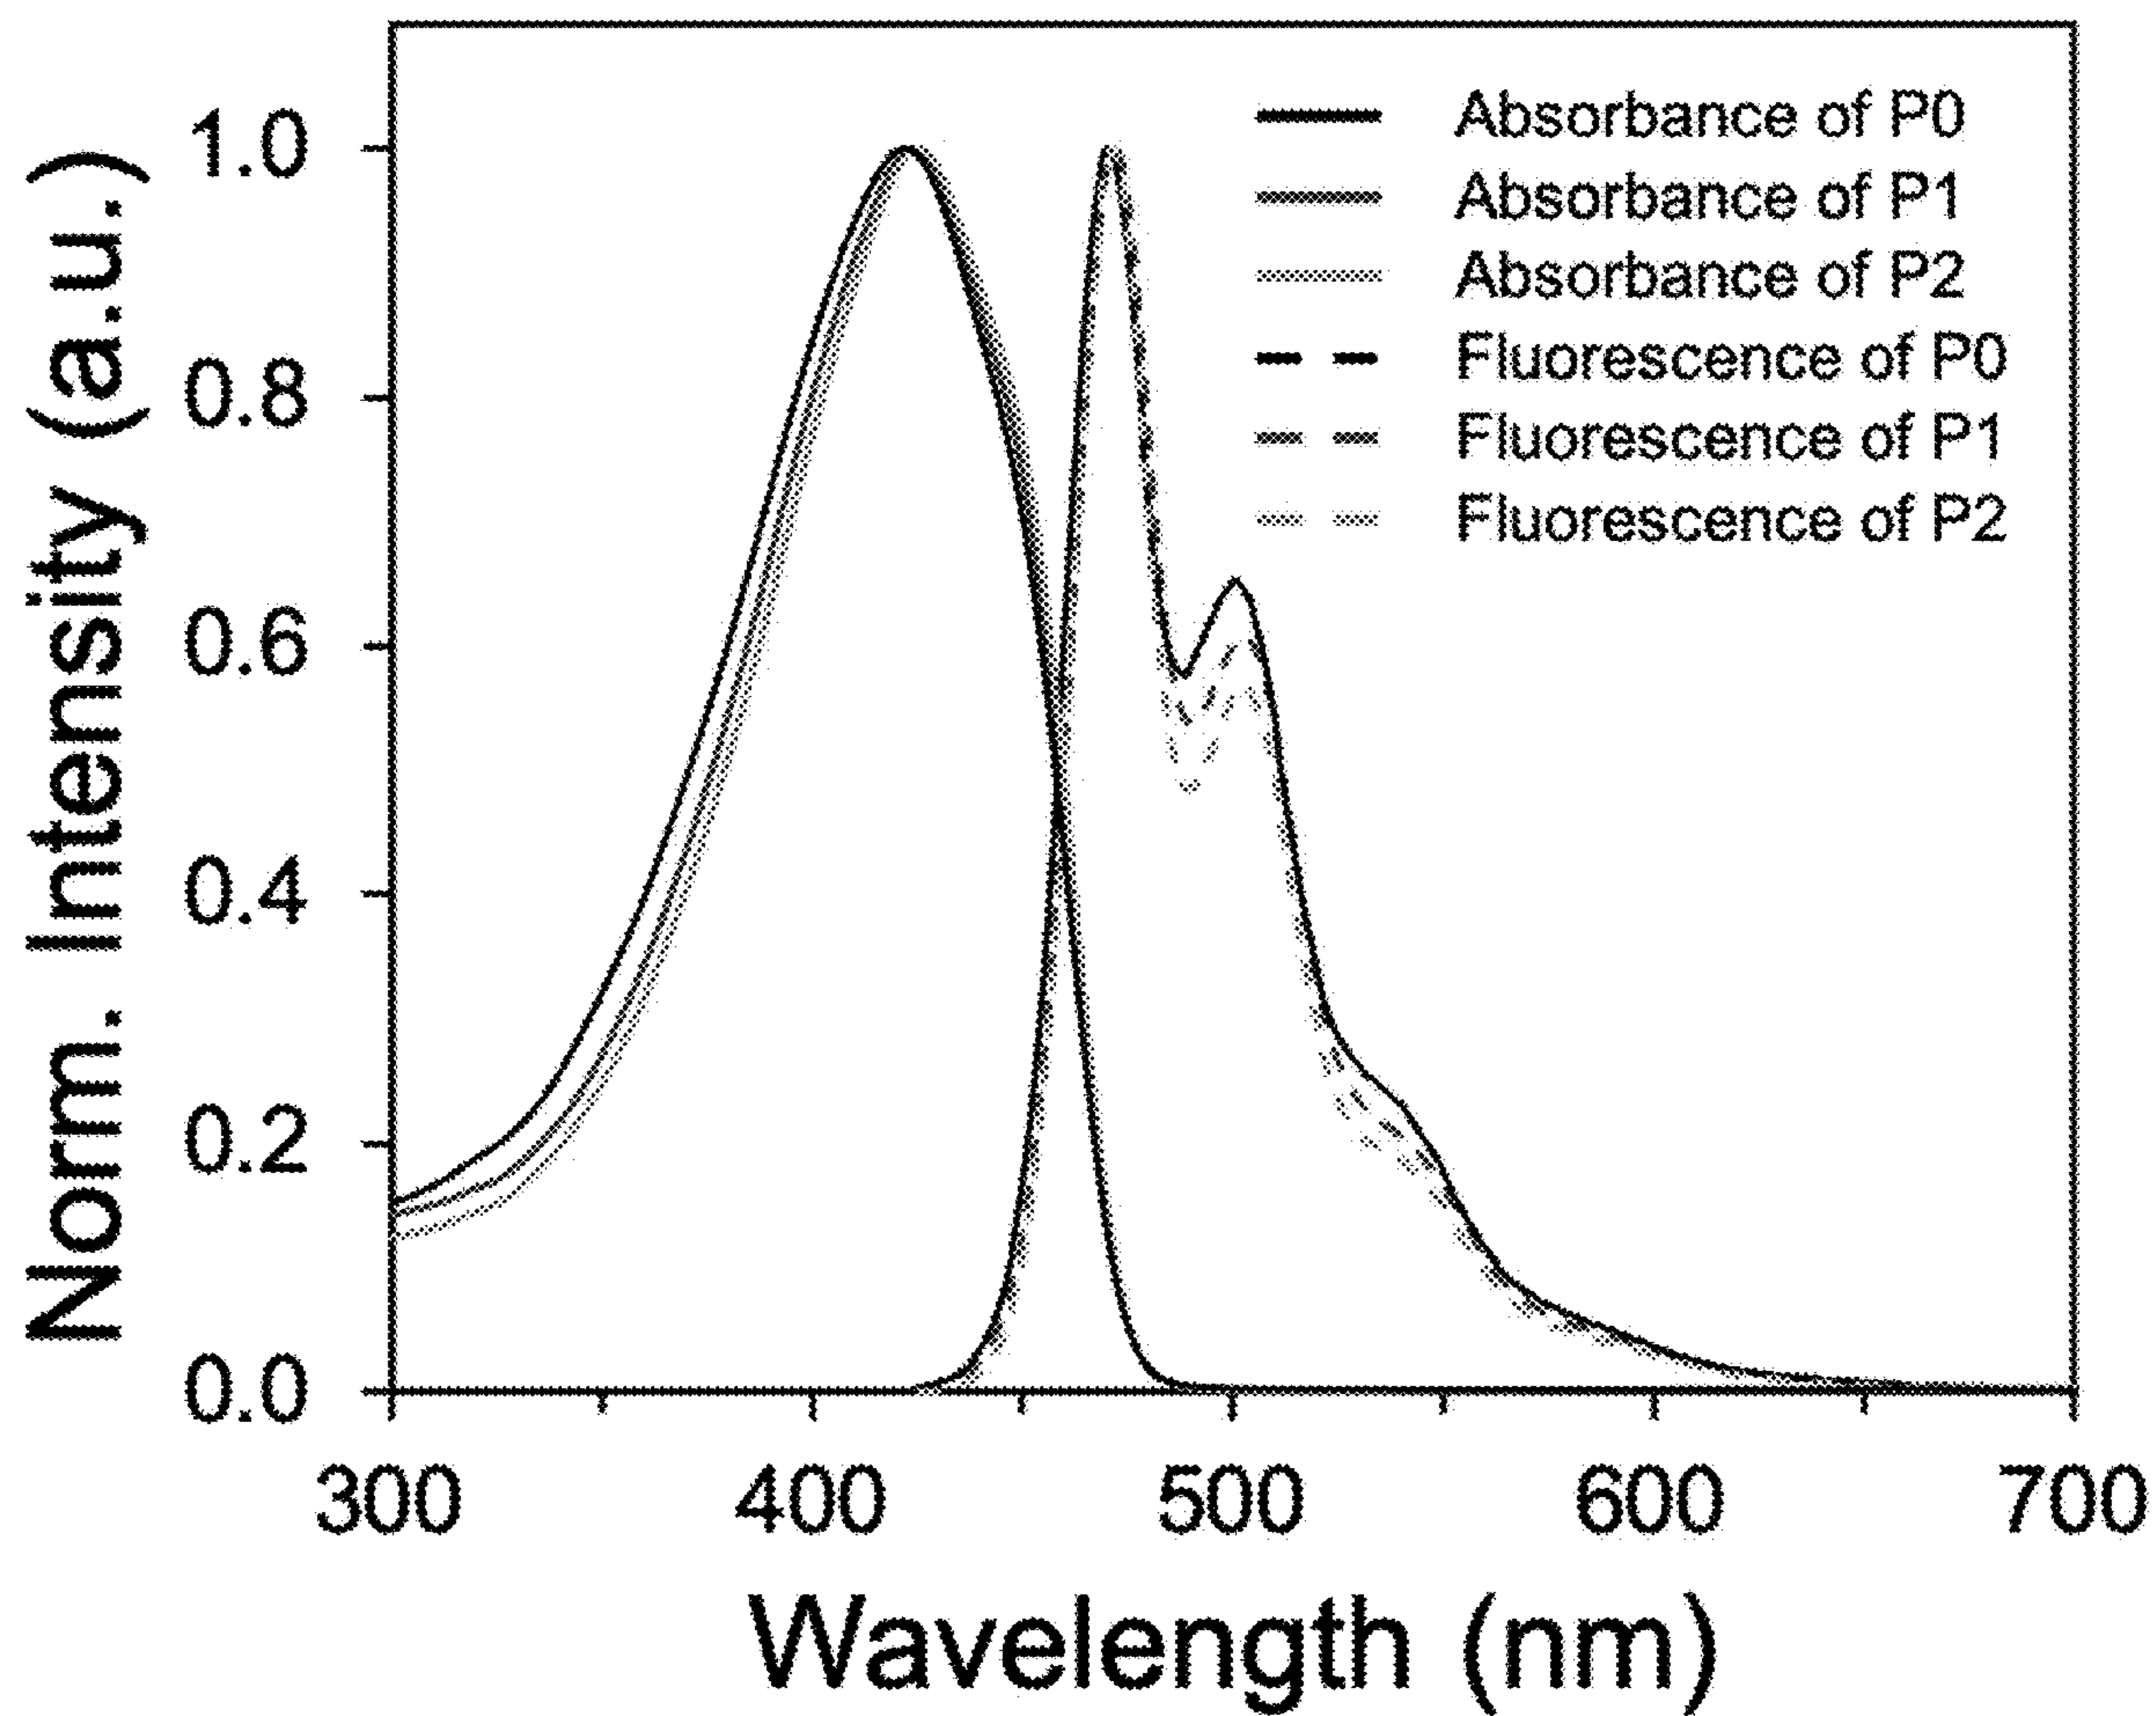 Norm. Intensity (a.u.)
1.0
0.8
0.6
0.4
0.2
0.0
Absorbance of P0
Absorbance of P1
Absorbance of P2
Fluorescence of P0
Fluorescence of P1
Fluorescence of P2
300 400 500 600 700
Wavelength (nm)